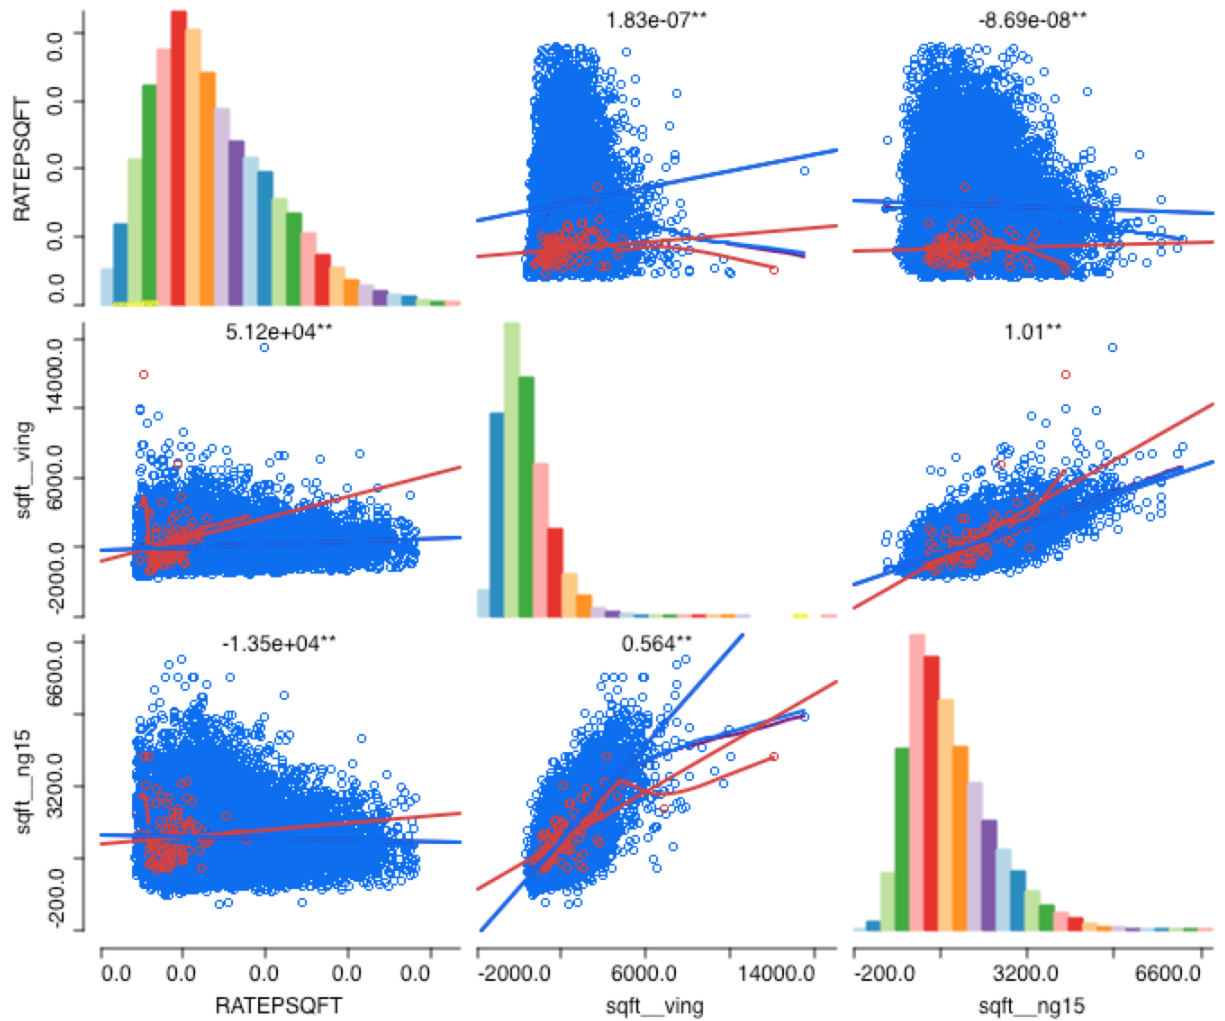 1.83e-07**
-8.69e-08**
RATEPSQFT
0.0
0.0
0.0
0.0
0.0
5.12e+04**
1.01**
sqft__ving
14000.0
6000.0
-2000.0
-1.35e+04**
0.564**
sqft__ng15
6600.0
3200.0
-200.0
0.0 0.0 0.0 0.0 0.0
-2000.0 6000.0 14000.0
-200.0 3200.0 6600.0
RATEPSQFT
sqft__ving
sqft__ng15